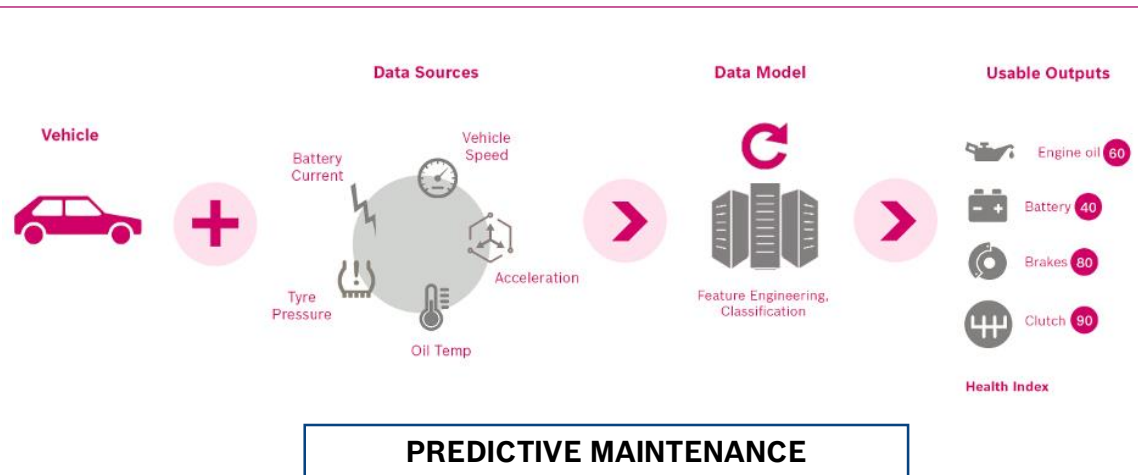 Vehicle
Data Sources
Battery
Current
Vehicle
Speed
Acceleration
Oil Temp
Tyre
Pressure
Data Model
Feature Engineering,
Classification
Usable Outputs
Engine oil 60
Battery 40
Brakes 80
Clutch 90
Health Index
PREDICTIVE MAINTENANCE